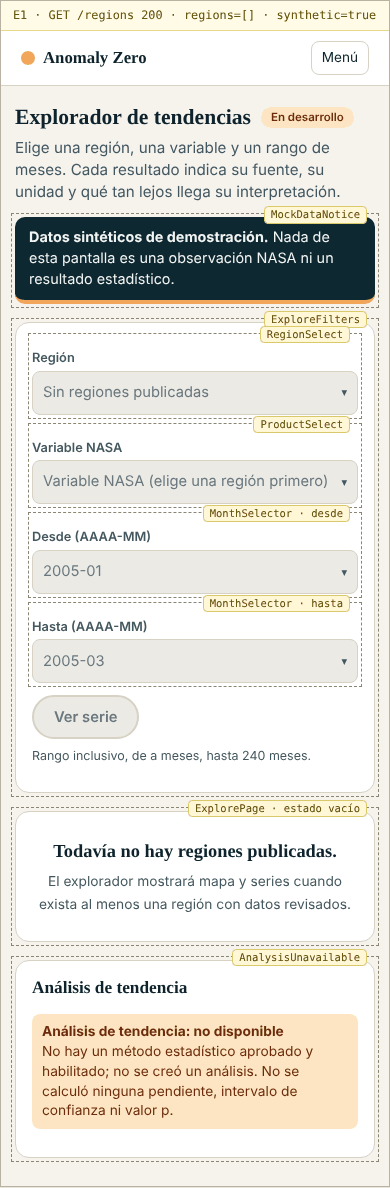 E1 · GET /regions 200 · regions=[] · synthetic=true
Anomaly Zero
Menú
Explorador de tendencias
En desarrollo
Elige una región, una variable y un rango de
meses. Cada resultado indica su fuente, su
unidad y qué tan lejos llega su interpretación.
MockDataNotice
Datos sintéticos de demostración. Nada de
esta pantalla es una observación NASA ni un
resultado estadístico.
ExploreFilters
RegionSelect
Región
Sin regiones publicadas
ProductSelect
Variable NASA
Variable NASA (elige una región primero)
MonthSelector · desde
Desde (AAAA-MM)
2005-01
MonthSelector · hasta
Hasta (AAAA-MM)
2005-03
Ver serie
Rango inclusivo, de a meses, hasta 240 meses.
ExplorePage · estado vacío
Todavía no hay regiones publicadas.
El explorador mostrará mapa y series cuando
exista al menos una región con datos revisados.
AnalysisUnavailable
Análisis de tendencia
Análisis de tendencia: no disponible
No hay un método estadístico aprobado y
habilitado; no se creó un análisis. No se
calculó ninguna pendiente, intervalo de
confianza ni valor p.